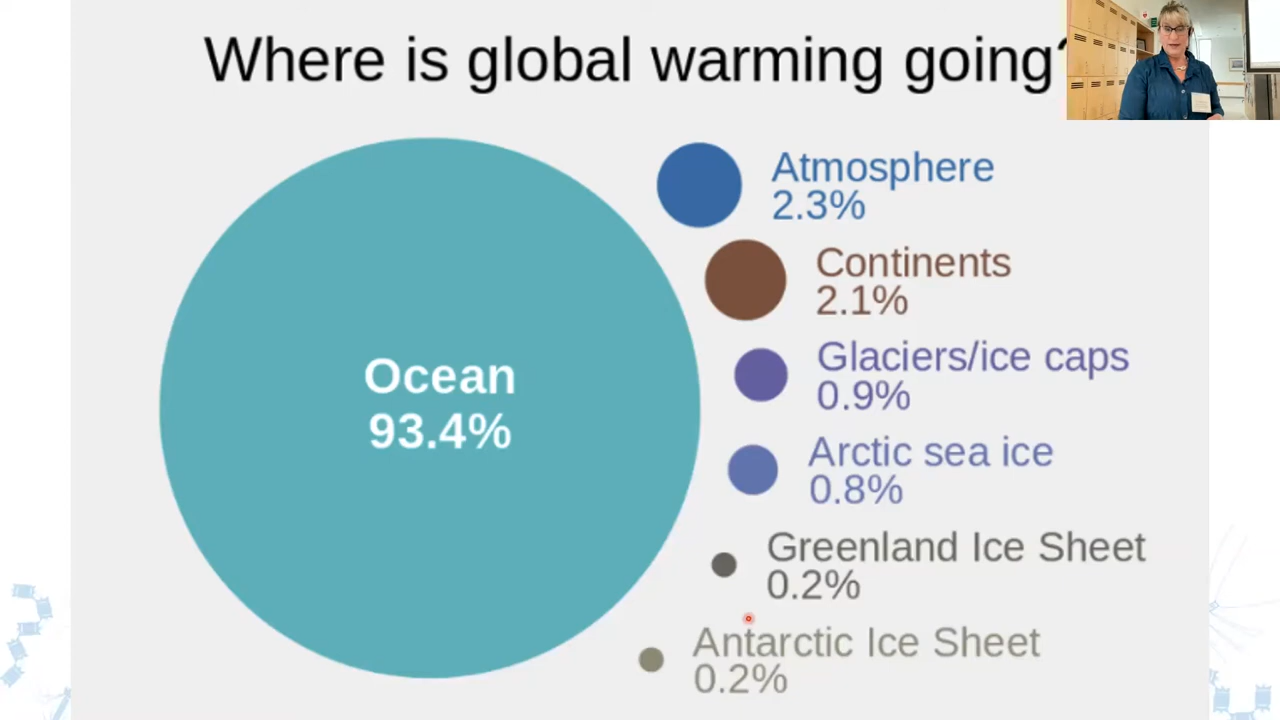 Where is global warming going?
Ocean
93.4%
Atmosphere
2.3%
Continents
2.1%
Glaciers/ice caps
0.9%
Arctic sea ice
0.8%
Greenland Ice Sheet
0.2%
Antarctic Ice Sheet
0.2%